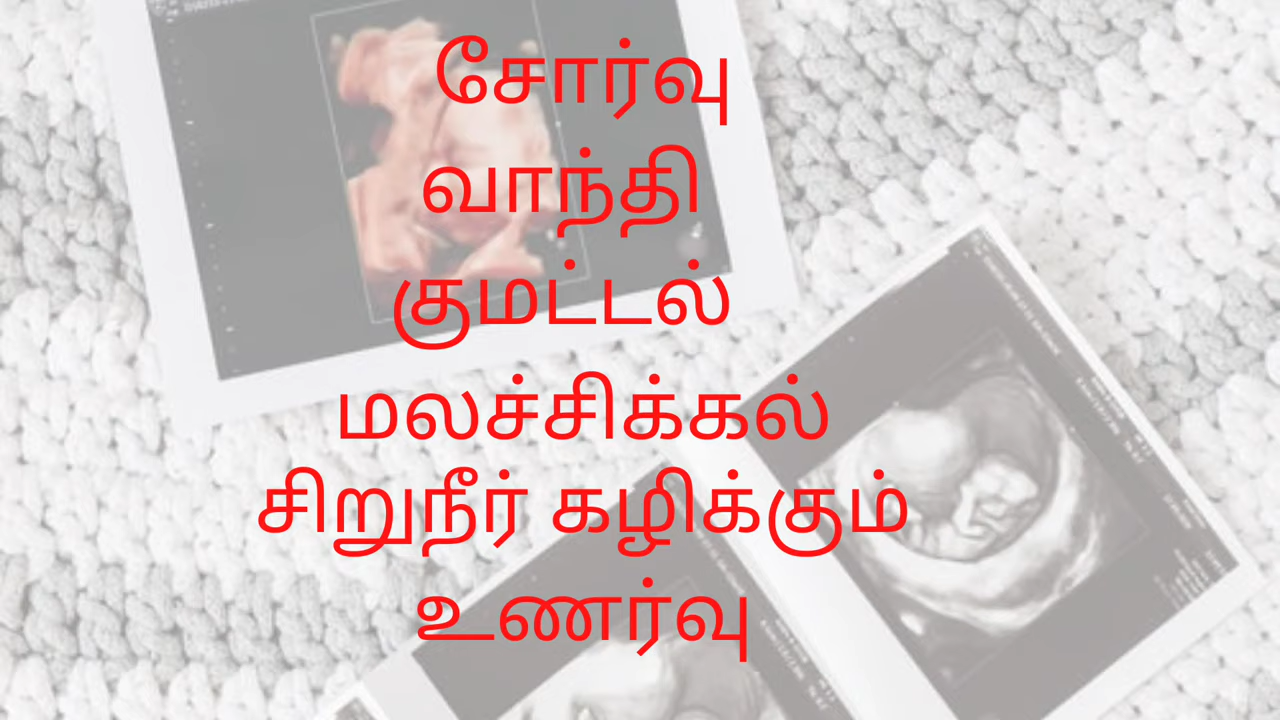 சோர்வு
வாந்தி
குமட்டல்
மலச்சிக்கல்
சிறுநீர் கழிக்கும்
உணர்வு